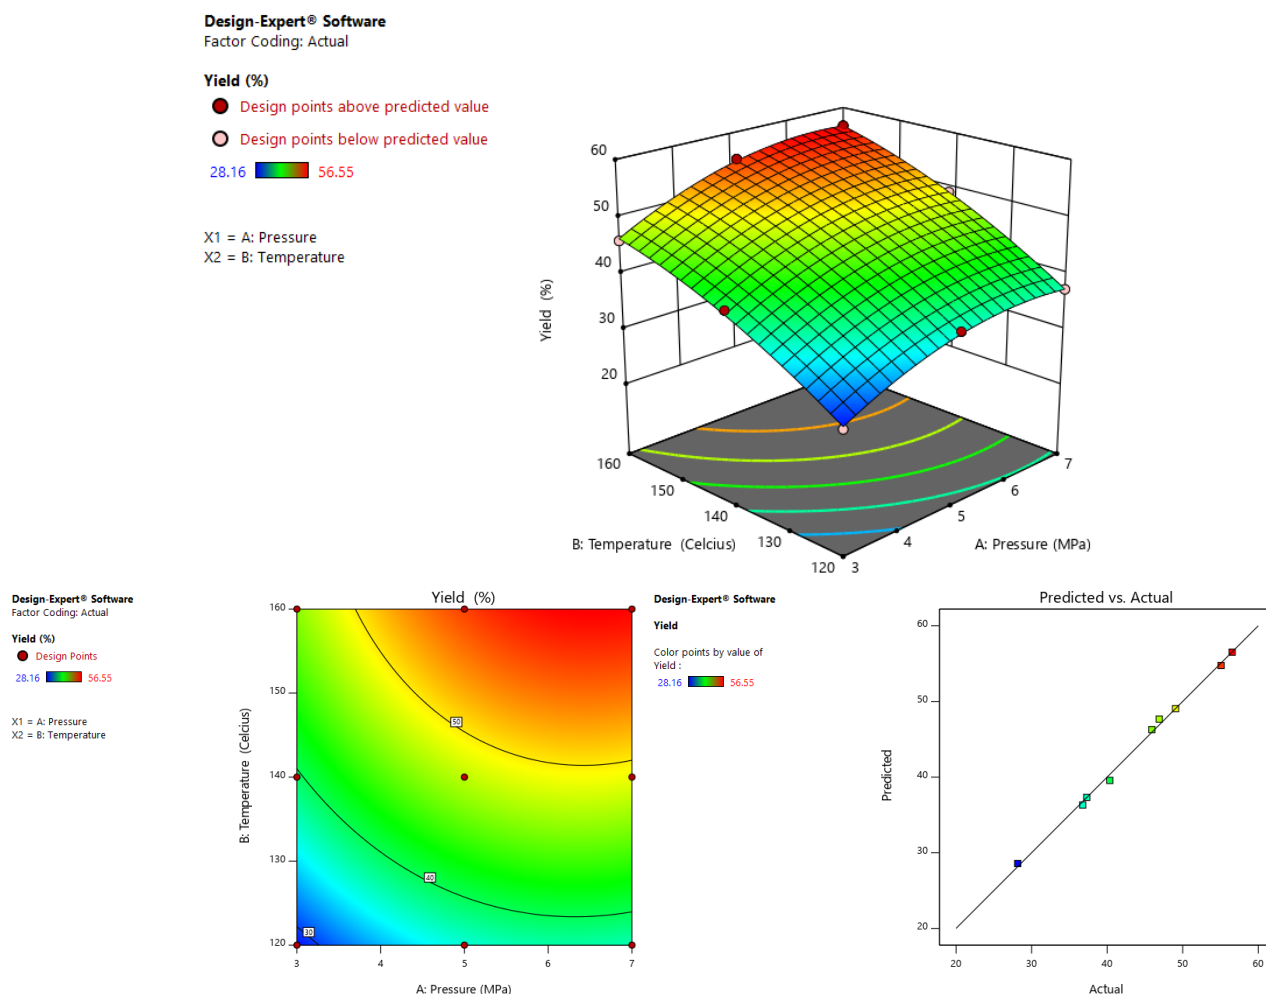 Design-Expert® Software
Factor Coding: Actual
Yield (%)
Design points above predicted value
Design points below predicted value
28.16 56.55
X1 = A: Pressure
X2 = B: Temperature
60
50
40
30
20
Yield (%)
160
150
140
130
120
3
4
5
6
7
B: Temperature (Celcius)
A: Pressure (MPa)
Design-Expert® Software
Factor Coding: Actual
Yield (%)
Design Points
28.16 56.55
X1 = A: Pressure
X2 = B: Temperature
Yield (%)
160
150
140
130
120
B: Temperature (Celcius)
50
40
30
3 4 5 6 7
A: Pressure (MPa)
Design-Expert® Software
Yield
Color points by value of
Yield :
28.16 56.55
Predicted vs. Actual
60
50
40
30
20
Predicted
20 30 40 50 60
Actual